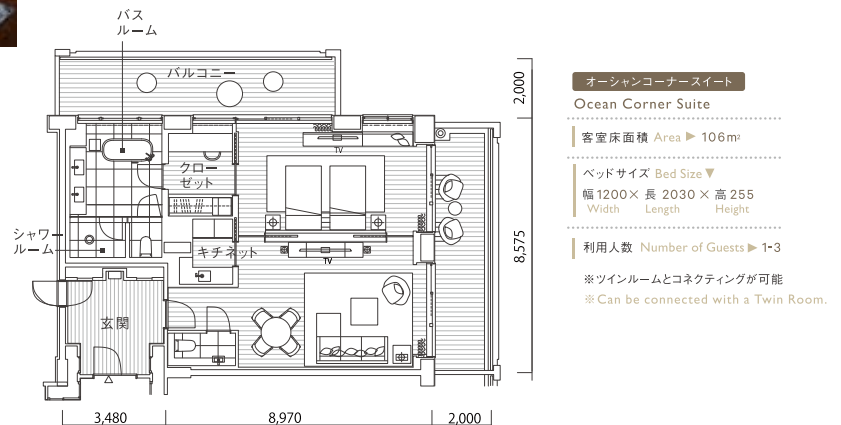 バス
ルーム
バルコニー
TV
クロー
ゼット
シャワー
ルーム
キチネット
TV
玄関
3,480
8,970
2,000
2,000
8,575
オーシャンコーナースイート
Ocean Corner Suite
客室床面積 Area ▶ 106m²
ベッドサイズ Bed Size ▼
幅1200× 長 2030 × 高 255
Width Length Height
利用人数 Number of Guests ▶ 1-3
※ツインルームとコネクティングが可能
※Can be connected with a Twin Room.